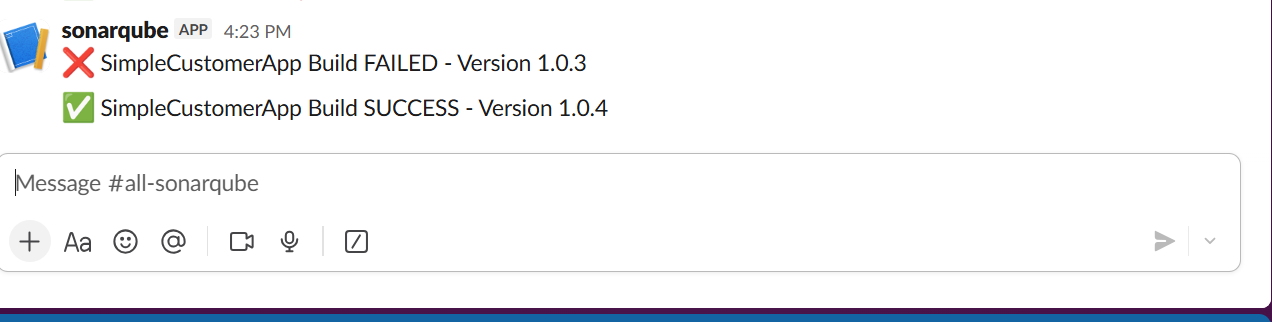 sonarqube APP 4:23 PM
❌ SimpleCustomerApp Build FAILED - Version 1.0.3
✅ SimpleCustomerApp Build SUCCESS - Version 1.0.4
Message #all-sonarqube
Aa